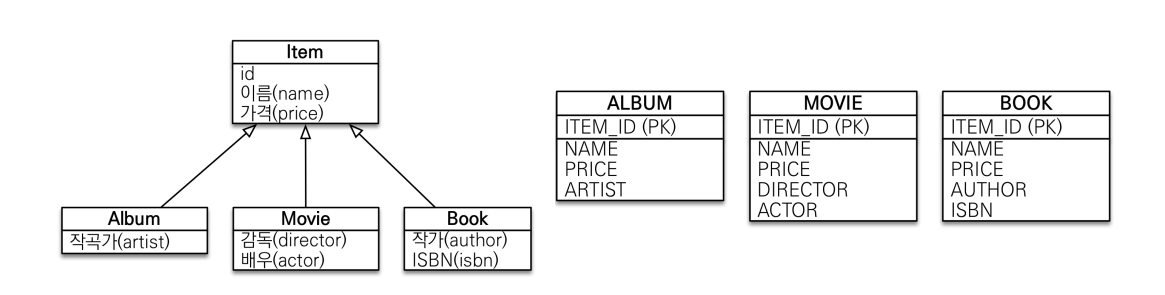 Item
id
이름(name)
가격(price)
Album
작곡가(artist)
Movie
감독(director)
배우(actor)
Book
작가(author)
ISBN(isbn)
ALBUM
ITEM_ID (PK)
NAME
PRICE
ARTIST
MOVIE
ITEM_ID (PK)
NAME
PRICE
DIRECTOR
ACTOR
BOOK
ITEM_ID (PK)
NAME
PRICE
AUTHOR
ISBN